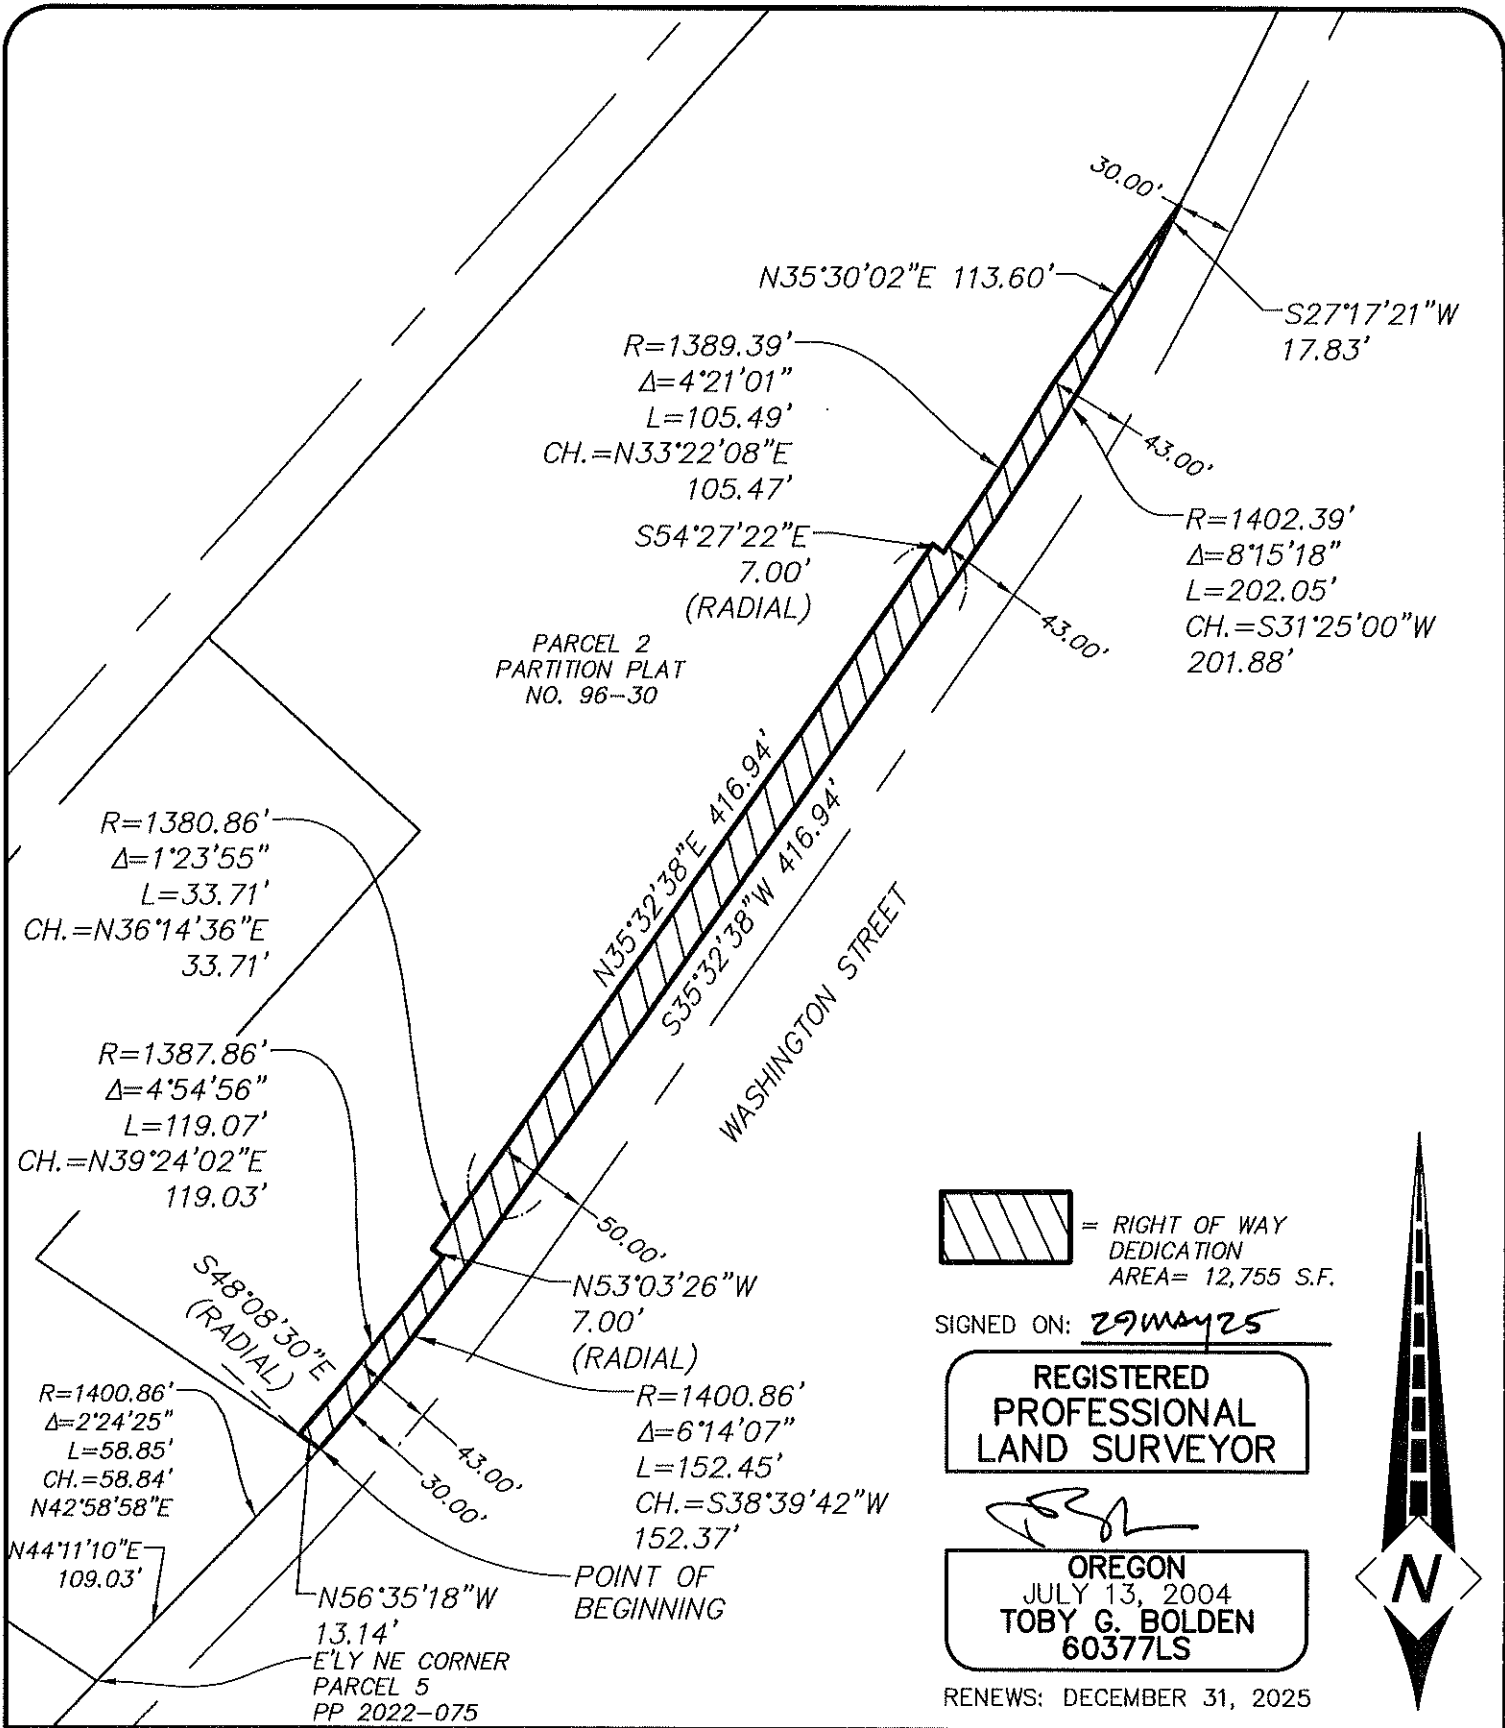 30.00'
N35°30'02"E 113.60'
S27°17'21"W
17.83'
R=1389.39'
Δ=4°21'01"
L=105.49'
CH.=N33°22'08"E
105.47'
43.00'
R=1402.39'
Δ=8°15'18"
L=202.05'
CH.=S31°25'00"W
201.88'
S54°27'22"E
7.00'
(RADIAL)
43.00'
PARCEL 2
PARTITION PLAT
NO. 96-30
N35°32'38"E 416.94'
S35°32'38"W 416.94'
WASHINGTON STREET
R=1380.86'
Δ=1°23'55"
L=33.71'
CH.=N36°14'36"E
33.71'
R=1387.86'
Δ=4°54'56"
L=119.07'
CH.=N39°24'02"E
119.03'
50.00'
N53°03'26"W
7.00'
(RADIAL)
S48°08'30"E
(RADIAL)
R=1400.86'
Δ=2°24'25"
L=58.85'
CH.=58.84'
N42°58'58"E
N44°11'10"E
109.03'
43.00'
30.00'
R=1400.86'
Δ=6°14'07"
L=152.45'
CH.=S38°39'42"W
152.37'
POINT OF
BEGINNING
N56°35'18"W
13.14'
E'LY NE CORNER
PARCEL 5
PP 2022-075
= RIGHT OF WAY
DEDICATION
AREA= 12,755 S.F.
SIGNED ON: 29MAY25
REGISTERED
PROFESSIONAL
LAND SURVEYOR
OREGON
JULY 13, 2004
TOBY G. BOLDEN
60377LS
RENEWS: DECEMBER 31, 2025
N